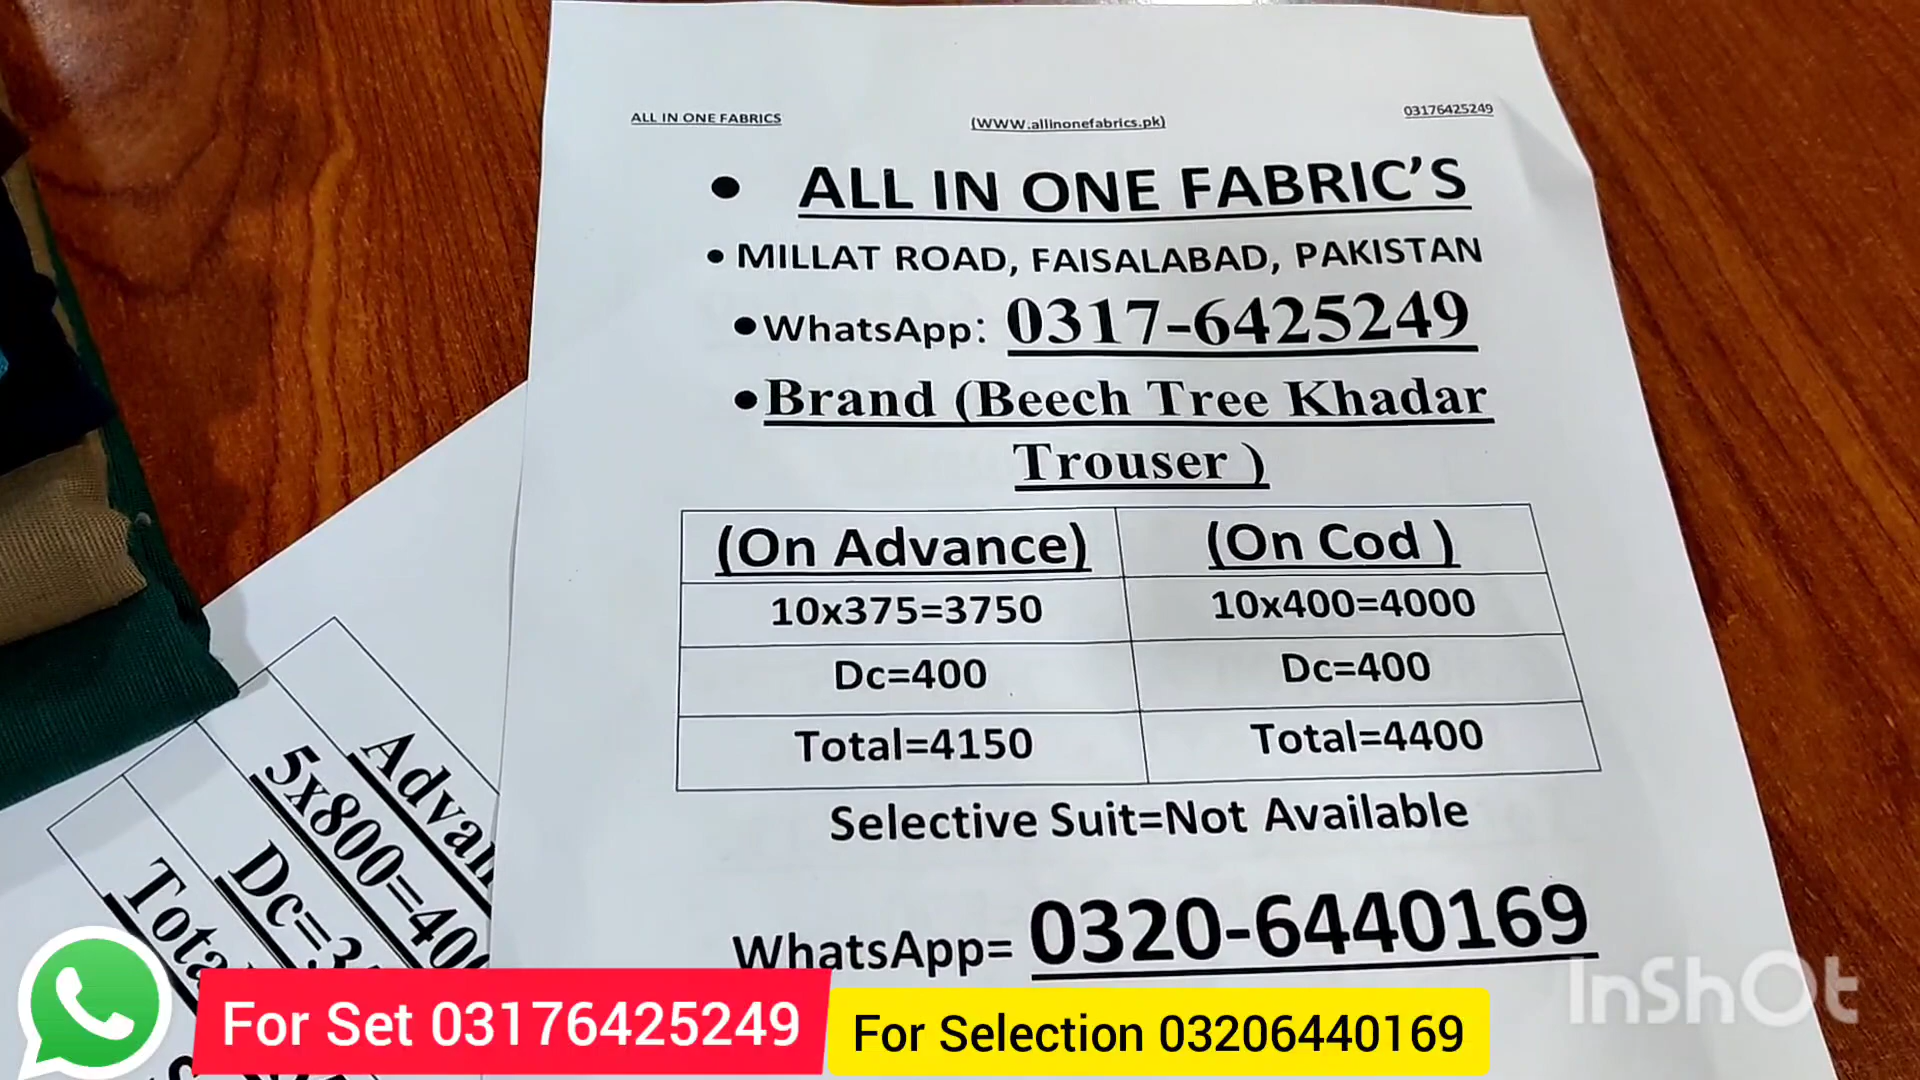 ALL IN ONE FABRICS
(WWW.allinonefabrics.pk)
03176425249
• ALL IN ONE FABRIC’S
• MILLAT ROAD, FAISALABAD, PAKISTAN
•WhatsApp: 0317-6425249
•Brand (Beech Tree Khadar
Trouser )
(On Advance) (On Cod )
10x375=3750 10x400=4000
Dc=400 Dc=400
Total=4150 Total=4400
Selective Suit=Not Available
WhatsApp= 0320-6440169
5x800=40
Dc=3
For Set 03176425249
For Selection 03206440169
InShOt